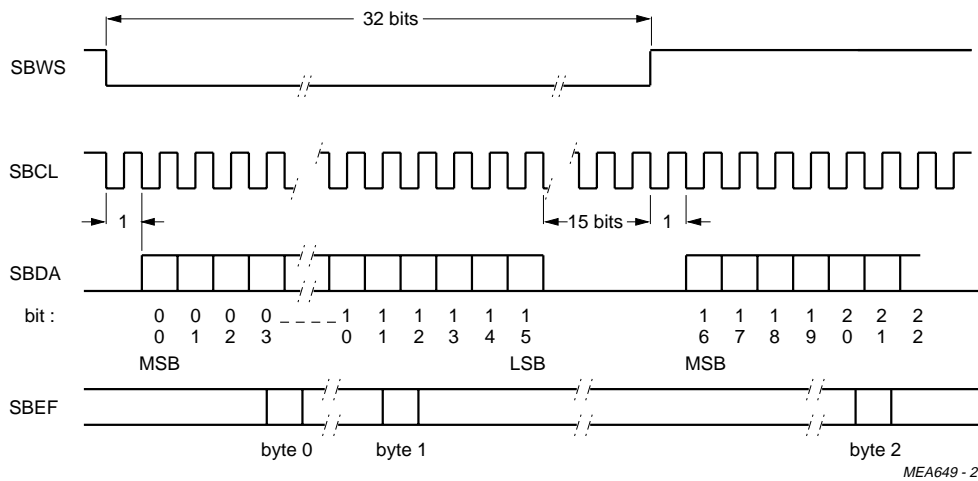 32 bits
SBWS
SBCL
1
15 bits
1
SBDA
bit : 0 0 0 0 _ _ _ _ _ 1 1 1 1 1 1 1 1 1 1 2 2 2
0 1 2 3 0 1 2 3 4 5 6 7 8 9 0 1 2
MSB LSB MSB
SBEF
byte 0 byte 1 byte 2
MEA649 - 2